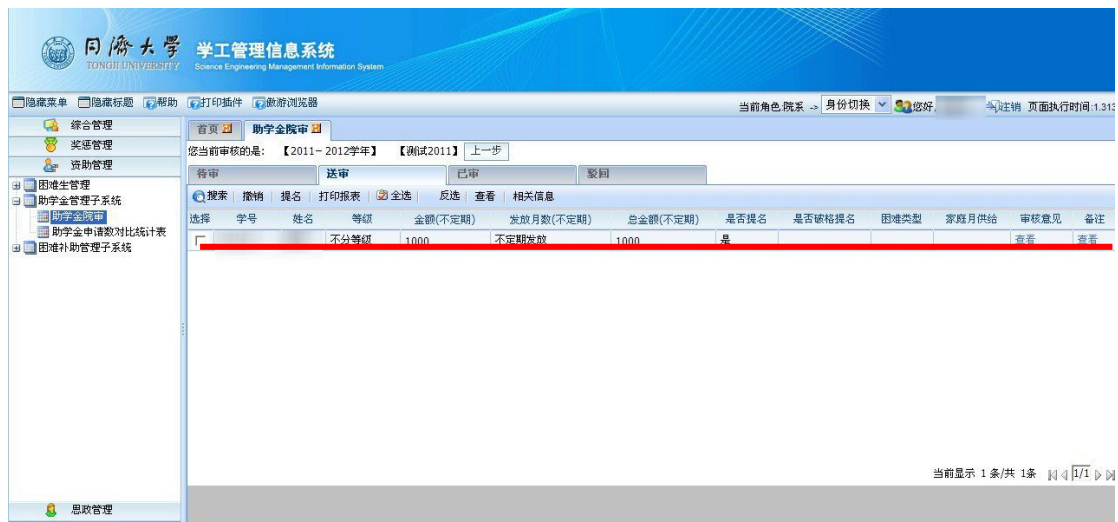 同濟大学 学工管理信息系统
TONGJI UNIVERSITY Science Engineering Management Information System
隐藏菜单 隐藏标题 帮助 打印插件 傲游浏览器 当前角色:院系 -> 身份切换 您好, 注销 页面执行时间:1.313
综合管理
奖惩管理
资助管理
困难生管理
助学金管理子系统
助学金院审
助学金申请数对比统计表
困难补助管理子系统
思政管理
首页 助学金院审
您当前审核的是: 【2011-2012学年】 【测试2011】 上一步
待审 送审 已审 驳回
搜索 撤销 提名 打印报表 全选 反选 查看 相关信息
选择 学号 姓名 等级 金额(不定期) 发放月数(不定期) 总金额(不定期) 是否提名 是否破格提名 困难类型 家庭月供给 审核意见 备注
不分等级 1000 不定期发放 1000 是 查看 查看
当前显示 1 条/共 1条 1/1